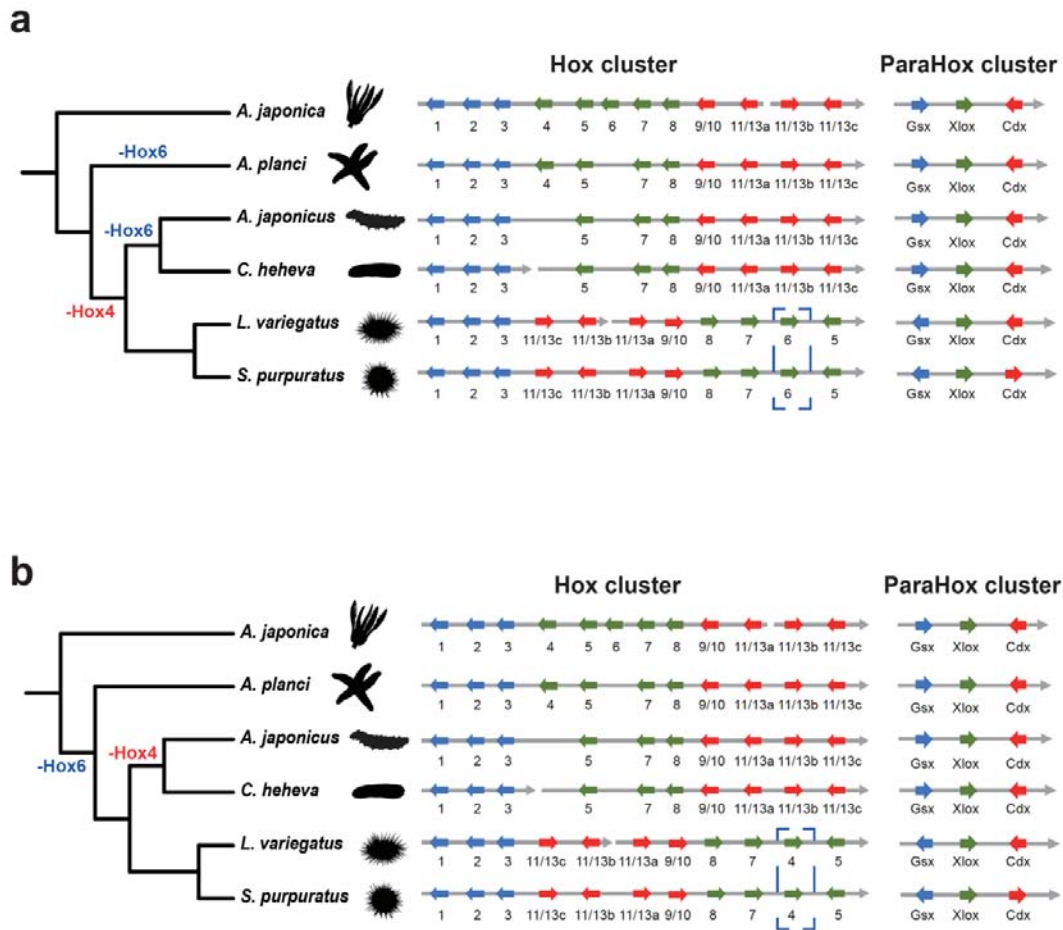 a
Hox cluster ParaHox cluster
A. japonica
1 2 3 4 5 6 7 8 9/10 11/13a 11/13b 11/13c Gsx Xlox Cdx
-Hox6 A. planci
1 2 3 4 5 7 8 9/10 11/13a 11/13b 11/13c Gsx Xlox Cdx
-Hox6 A. japonicus
1 2 3 5 7 8 9/10 11/13a 11/13b 11/13c Gsx Xlox Cdx
C. heheva
1 2 3 5 7 8 9/10 11/13a 11/13b 11/13c Gsx Xlox Cdx
-Hox4
L. variegatus
1 2 3 11/13c 11/13b 11/13a 9/10 8 7 6 5 Gsx Xlox Cdx
S. purpuratus
1 2 3 11/13c 11/13b 11/13a 9/10 8 7 6 5 Gsx Xlox Cdx
b
Hox cluster ParaHox cluster
A. japonica
1 2 3 4 5 6 7 8 9/10 11/13a 11/13b 11/13c Gsx Xlox Cdx
A. planci
1 2 3 4 5 7 8 9/10 11/13a 11/13b 11/13c Gsx Xlox Cdx
-Hox6 -Hox4 A. japonicus
1 2 3 5 7 8 9/10 11/13a 11/13b 11/13c Gsx Xlox Cdx
C. heheva
1 2 3 5 7 8 9/10 11/13a 11/13b 11/13c Gsx Xlox Cdx
L. variegatus
1 2 3 11/13c 11/13b 11/13a 9/10 8 7 4 5 Gsx Xlox Cdx
S. purpuratus
1 2 3 11/13c 11/13b 11/13a 9/10 8 7 4 5 Gsx Xlox Cdx